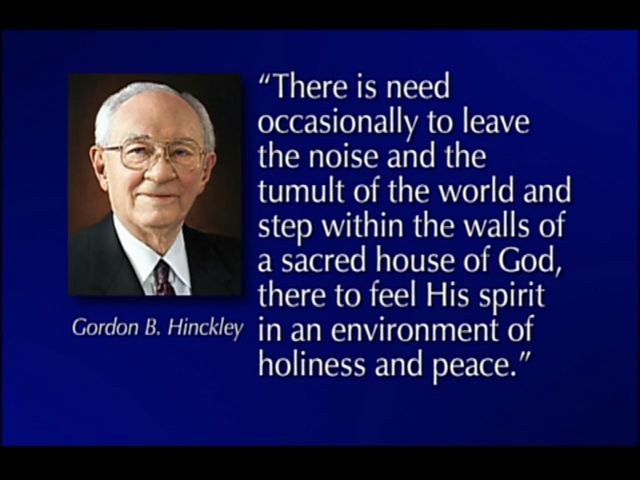 “There is need
occasionally to leave
the noise and the
tumult of the world and
step within the walls of
a sacred house of God,
there to feel His spirit
in an environment of
holiness and peace.”
Gordon B. Hinckley